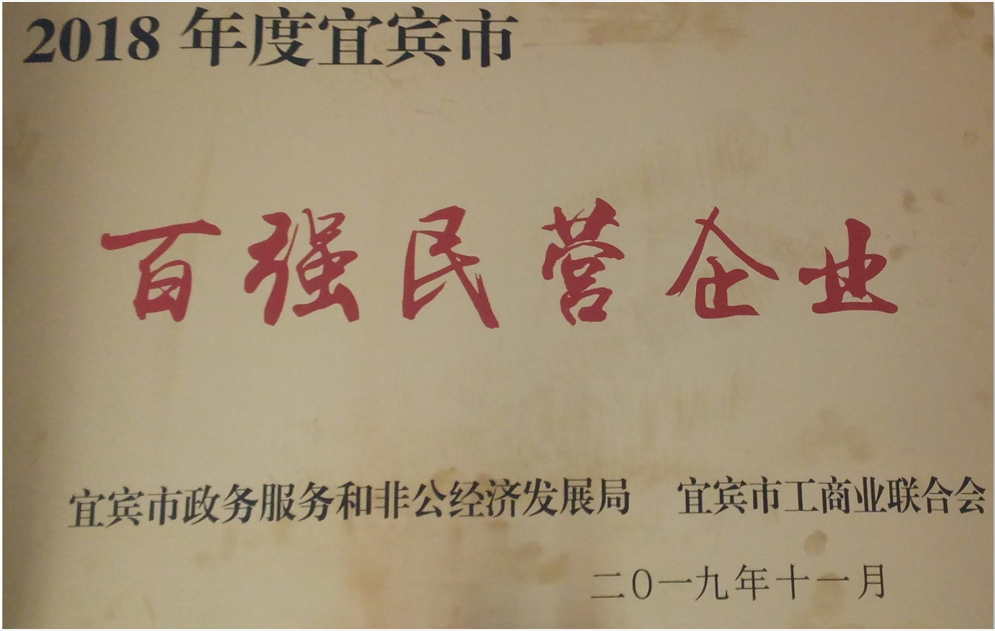 2018 年度宜宾市
百强民营企业
宜宾市政务服务和非公经济发展局 宜宾市工商业联合会
二〇一九年十一月